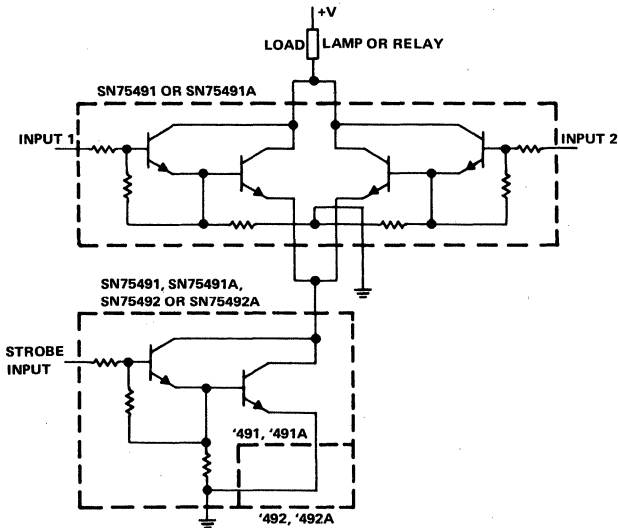 +V
LOAD LAMP OR RELAY
SN75491 OR SN75491A
INPUT 1
INPUT 2
SN75491, SN75491A,
SN75492 OR SN75492A
STROBE
INPUT
'491, '491A
'492, '492A